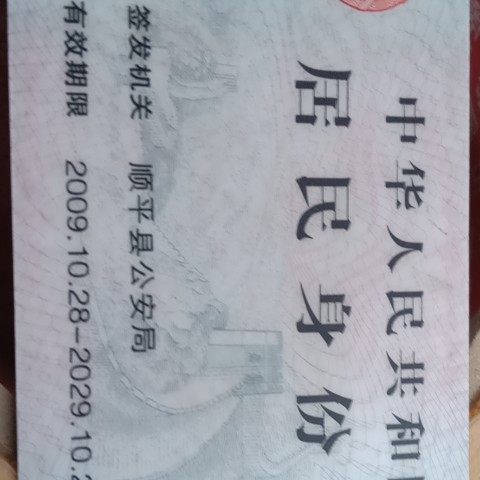 中华人民共和
居民身份
签发机关 顺平县公安局
有效期限 2009.10.28-2029.10.2